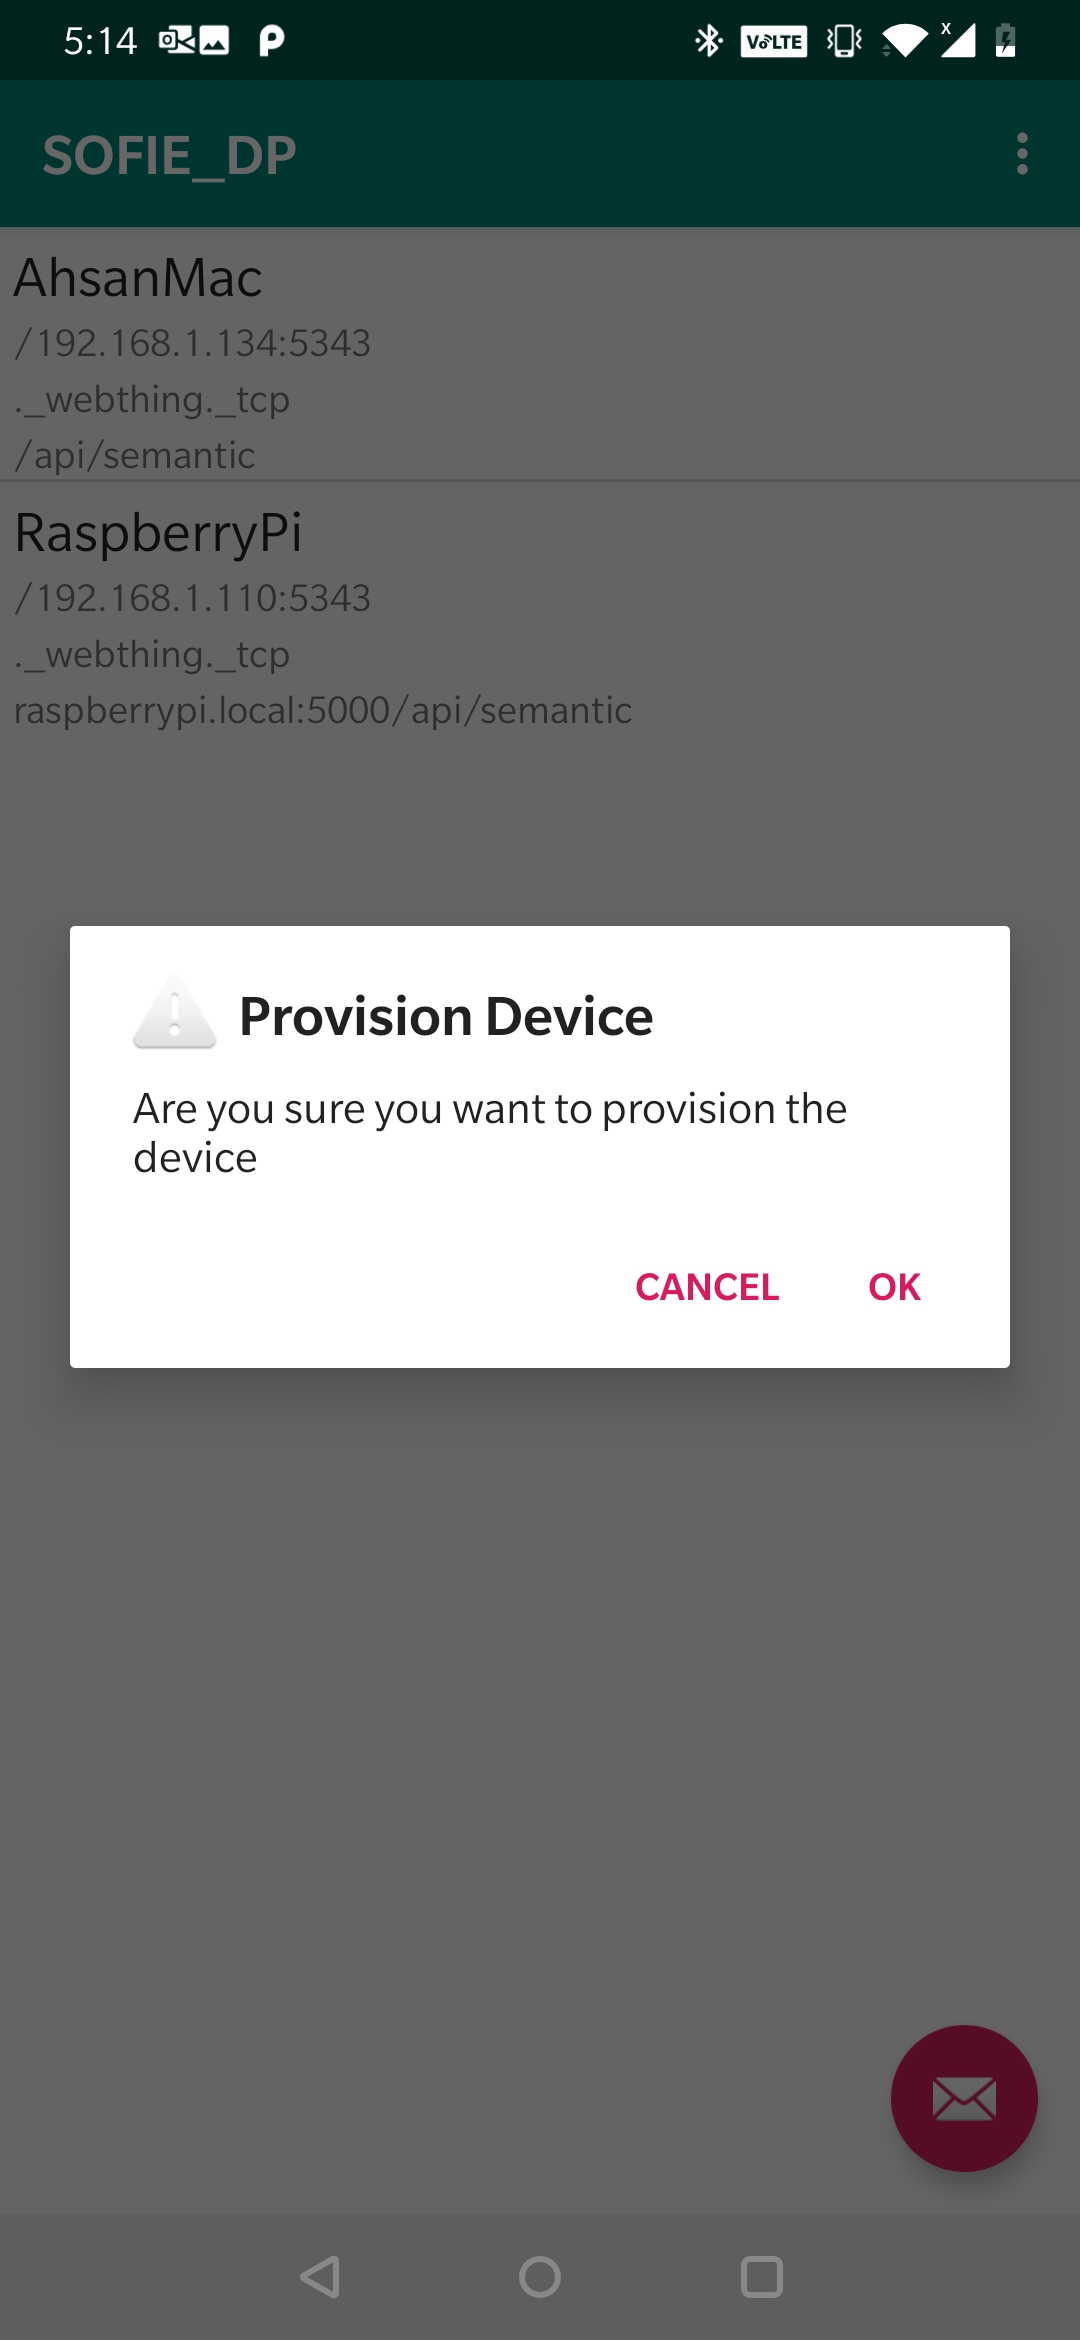 5:14
VoLTE
x
SOFIE_DP
AhsanMac
/192.168.1.134:5343
._webthing._tcp
/api/semantic
RaspberryPi
/192.168.1.110:5343
._webthing._tcp
raspberrypi.local:5000/api/semantic
Provision Device
Are you sure you want to provision the
device
CANCEL OK